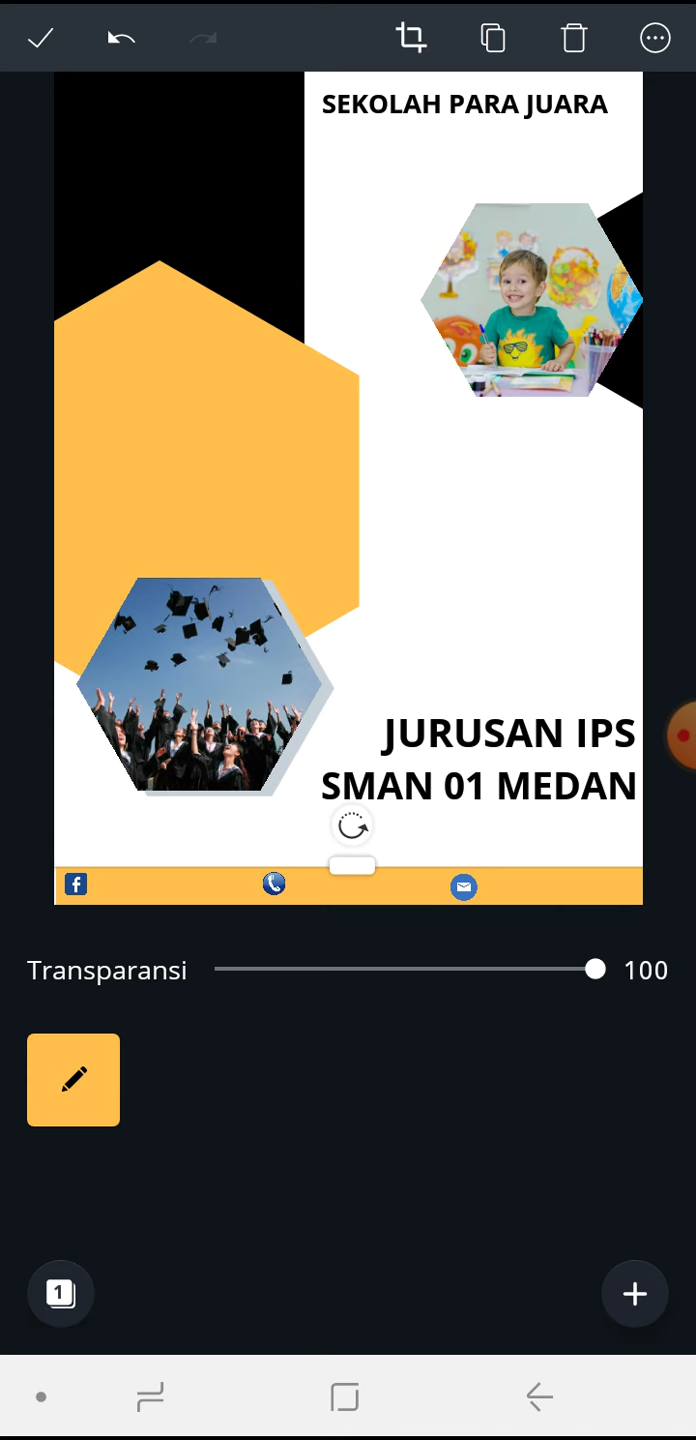 SEKOLAH PARA JUARA
JURUSAN IPS
SMAN 01 MEDAN
Transparansi 100
1